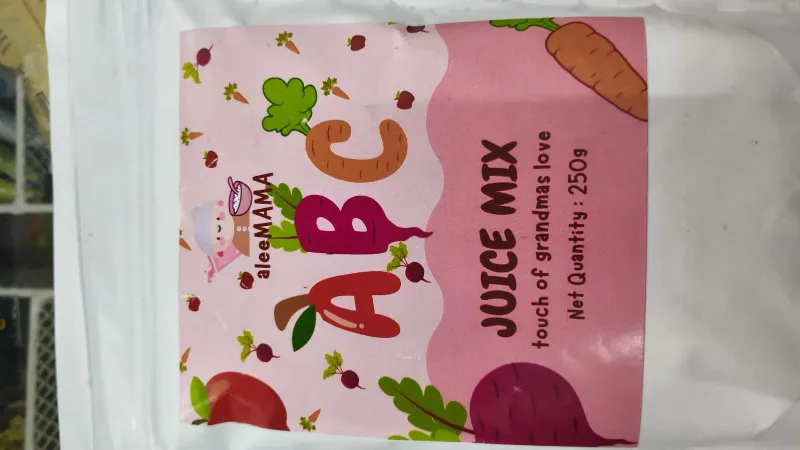 aleeMAMA
ABC
JUICE MIX
touch of grandmas love
Net Quantity : 250g